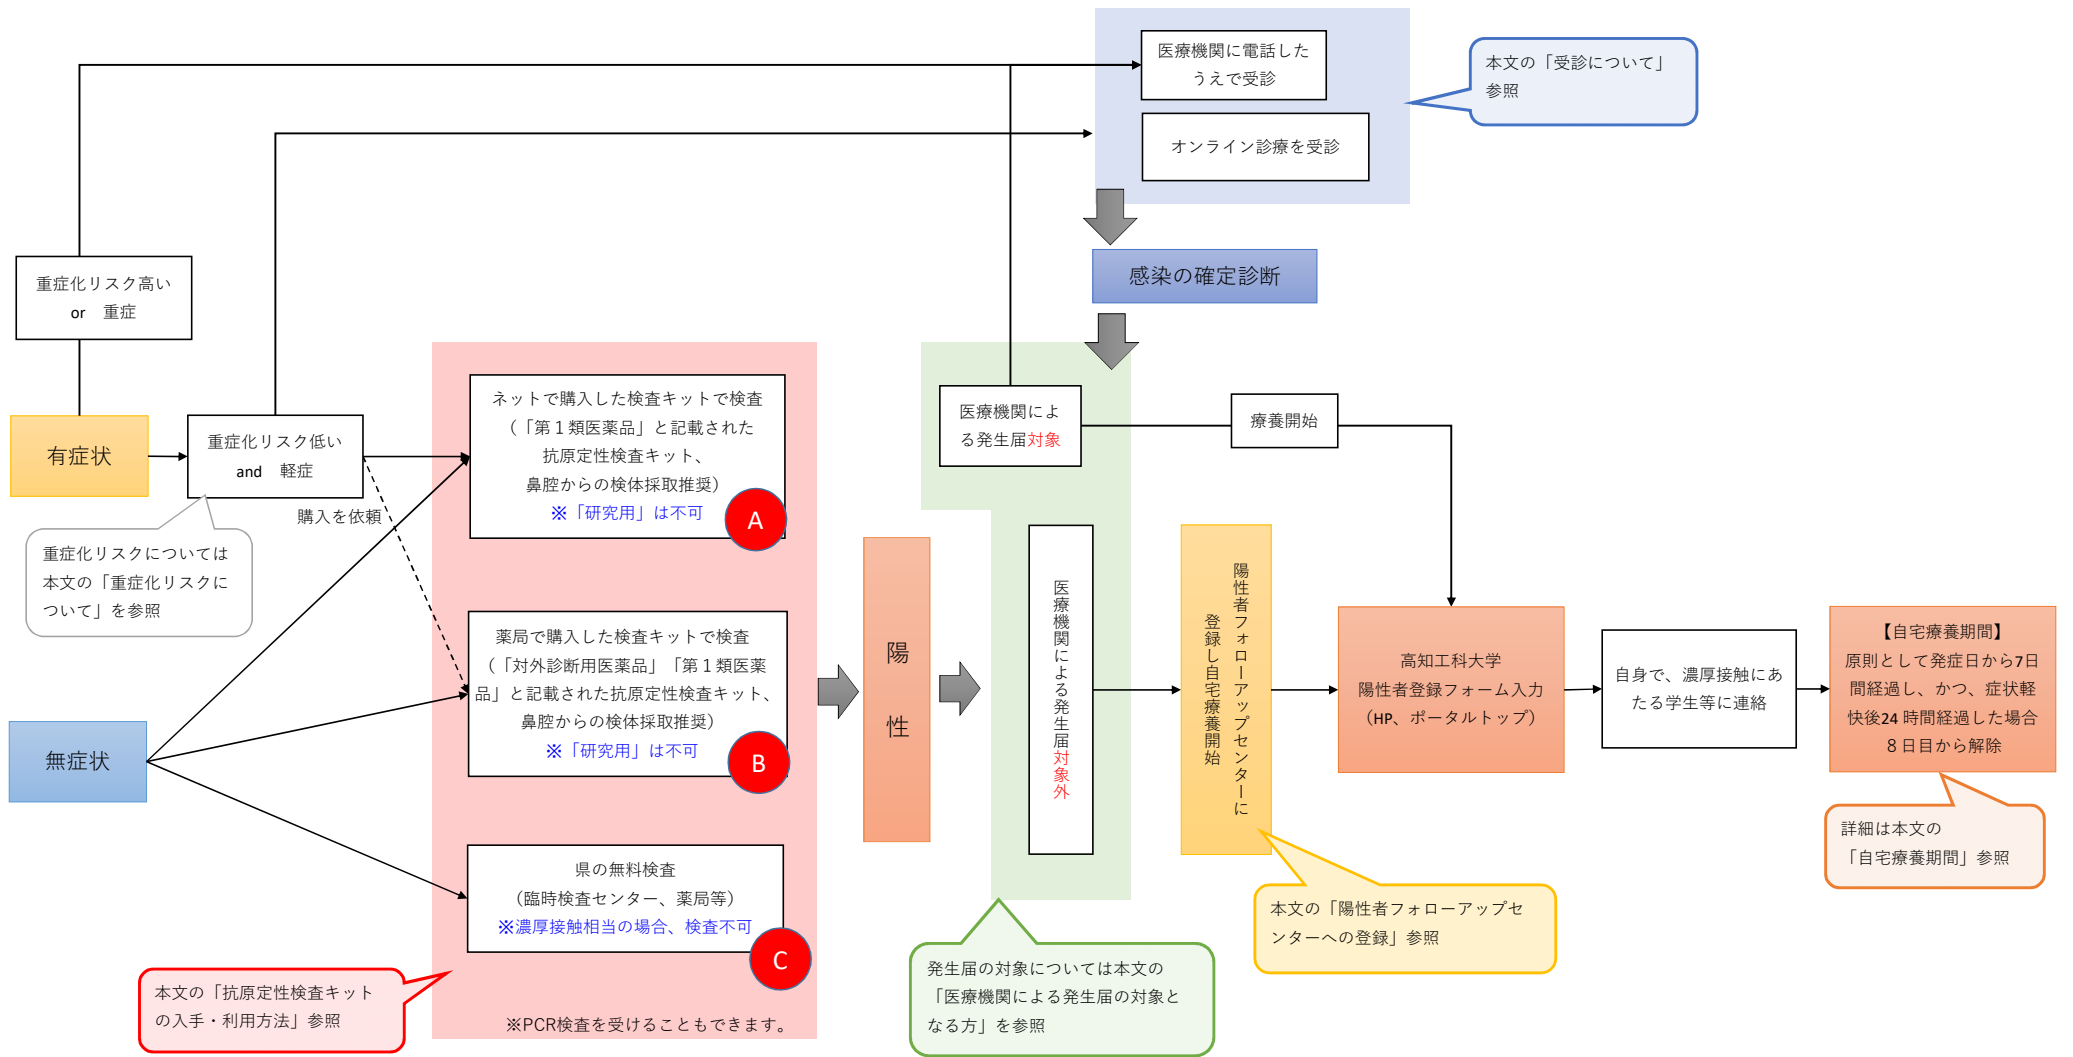 医療機関に電話した
うえで受診
オンライン診療を受診
本文の「受診について」
参照
感染の確定診断
重症化リスク高い
or　重症
有症状
重症化リスク低い
and　軽症
購入を依頼
重症化リスクについては
本文の「重症化リスクに
ついて」を参照
無症状
ネットで購入した検査キットで検査
（「第１類医薬品」と記載された
抗原定性検査キット、
鼻腔からの検体採取推奨）
※「研究用」は不可
A
薬局で購入した検査キットで検査
（「対外診断用医薬品」「第１類医薬
品」と記載された抗原定性検査キット、
鼻腔からの検体採取推奨）
※「研究用」は不可
B
県の無料検査
（臨時検査センター、薬局等）
※濃厚接触相当の場合、検査不可
C
※PCR検査を受けることもできます。
本文の「抗原定性検査キット
の入手・利用方法」参照
陽性
医療機関によ
る発生届対象
療養開始
医療機関による発生届対象外
発生届の対象については本文の
「医療機関による発生届の対象と
なる方」を参照
陽性者フォローアップセンターに
登録し自宅療養開始
本文の「陽性者フォローアップセ
ンターへの登録」参照
高知工科大学
陽性者登録フォーム入力
（HP、ポータルトップ）
自身で、濃厚接触にあ
たる学生等に連絡
【自宅療養期間】
原則として発症日から7日
間経過し、かつ、症状軽
快後24 時間経過した場合
８日目から解除
詳細は本文の
「自宅療養期間」参照